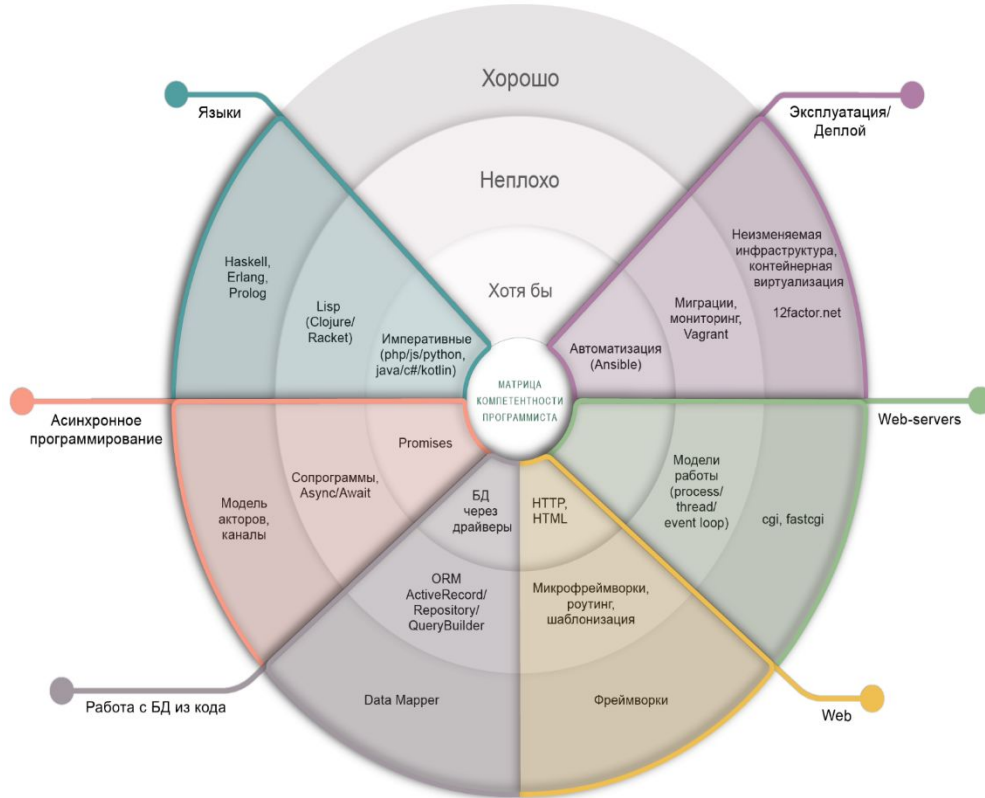 Хорошо
Неплохо
Хотя бы
МАТРИЦА
КОМПЕТЕНТНОСТИ
ПРОГРАММИСТА
Языки
Haskell,
Erlang,
Prolog
Lisp
(Clojure/
Racket)
Императивные
(php/js/python,
java/c#/kotlin)
Эксплуатация/
Деплой
Автоматизация
(Ansible)
Миграции,
мониторинг,
Vagrant
Неизменяемая
инфраструктура,
контейнерная
виртуализация
12factor.net
Асинхронное
программирование
Promises
Сопрограммы,
Async/Await
Модель
акторов,
каналы
Web-servers
Модели
работы
(process/
thread/
event loop)
cgi, fastcgi
Работа с БД из кода
БД
через
драйверы
ORM
ActiveRecord/
Repository/
QueryBuilder
Data Mapper
Web
HTTP,
HTML
Микрофреймворки,
роутинг,
шаблонизация
Фреймворки